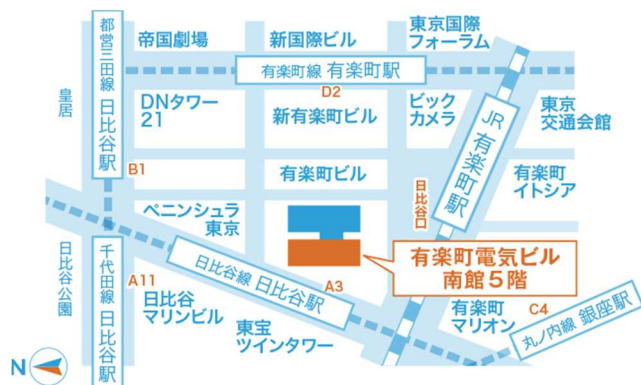 都営三田線 日比谷駅
帝国劇場
新国際ビル
東京国際
フォーラム
有楽町線 有楽町駅
D2
皇居
DNタワー
21
新有楽町ビル
ビック
カメラ
JR 有楽町駅
東京
交通会館
B1
有楽町ビル
日比谷口
有楽町
イトシア
ペニンシュラ
東京
日比谷公園
千代田線 日比谷駅
A11
日比谷
マリンビル
日比谷線 日比谷駅
A3
有楽町電気ビル
南館5階
東宝
ツインタワー
有楽町
マリオン
C4
丸ノ内線 銀座駅
N